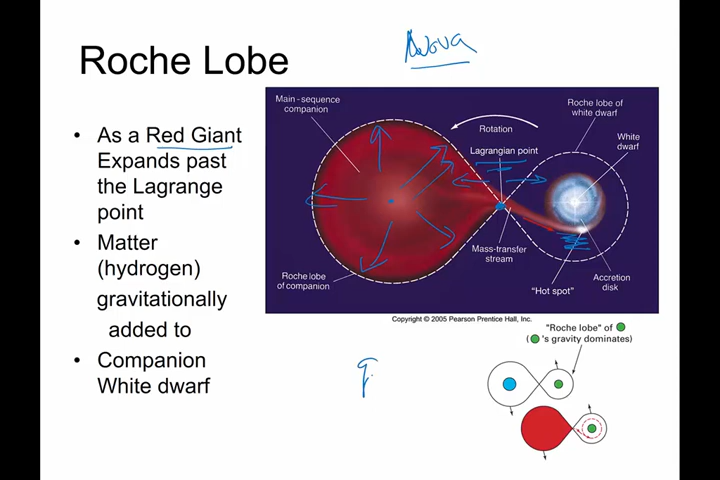 Roche Lobe
Nova
• As a Red Giant
Expands past
the Lagrange
point
• Matter
(hydrogen)
gravitationally
added to
• Companion
White dwarf
Main-sequence
companion
Rotation
Lagrangian point
Roche lobe of
white dwarf
White
dwarf
Roche lobe
of companion
Mass-transfer
stream
"Hot spot"
Accretion
disk
Copyright © 2005 Pearson Prentice Hall, Inc.
"Roche lobe" of
( 's gravity dominates)